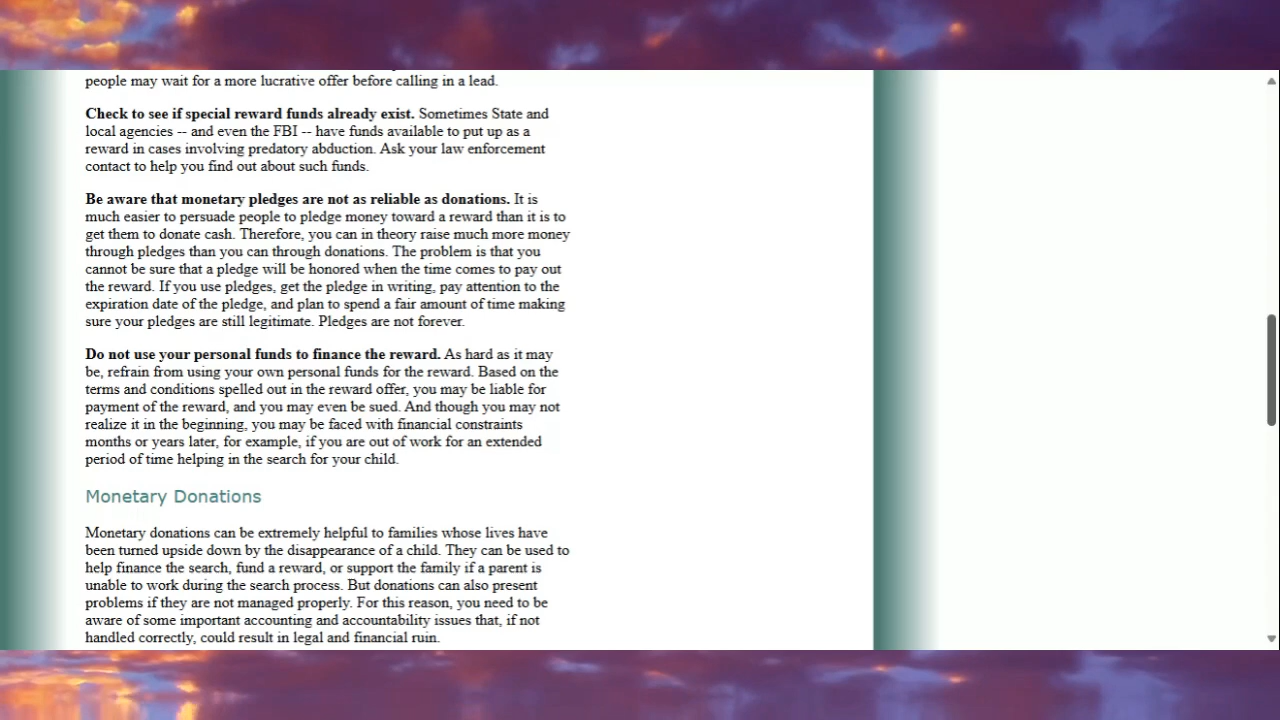 people may wait for a more lucrative offer before calling in a lead.
Check to see if special reward funds already exist. Sometimes State and
local agencies -- and even the FBI -- have funds available to put up as a
reward in cases involving predatory abduction. Ask your law enforcement
contact to help you find out about such funds.
Be aware that monetary pledges are not as reliable as donations. It is
much easier to persuade people to pledge money toward a reward than it is to
get them to donate cash. Therefore, you can in theory raise much more money
through pledges than you can through donations. The problem is that you
cannot be sure that a pledge will be honored when the time comes to pay out
the reward. If you use pledges, get the pledge in writing, pay attention to the
expiration date of the pledge, and plan to spend a fair amount of time making
sure your pledges are still legitimate. Pledges are not forever.
Do not use your personal funds to finance the reward. As hard as it may
be, refrain from using your own personal funds for the reward. Based on the
terms and conditions spelled out in the reward offer, you may be liable for
payment of the reward, and you may even be sued. And though you may not
realize it in the beginning, you may be faced with financial constraints
months or years later, for example, if you are out of work for an extended
period of time helping in the search for your child.
Monetary Donations
Monetary donations can be extremely helpful to families whose lives have
been turned upside down by the disappearance of a child. They can be used to
help finance the search, fund a reward, or support the family if a parent is
unable to work during the search process. But donations can also present
problems if they are not managed properly. For this reason, you need to be
aware of some important accounting and accountability issues that, if not
handled correctly, could result in legal and financial ruin.